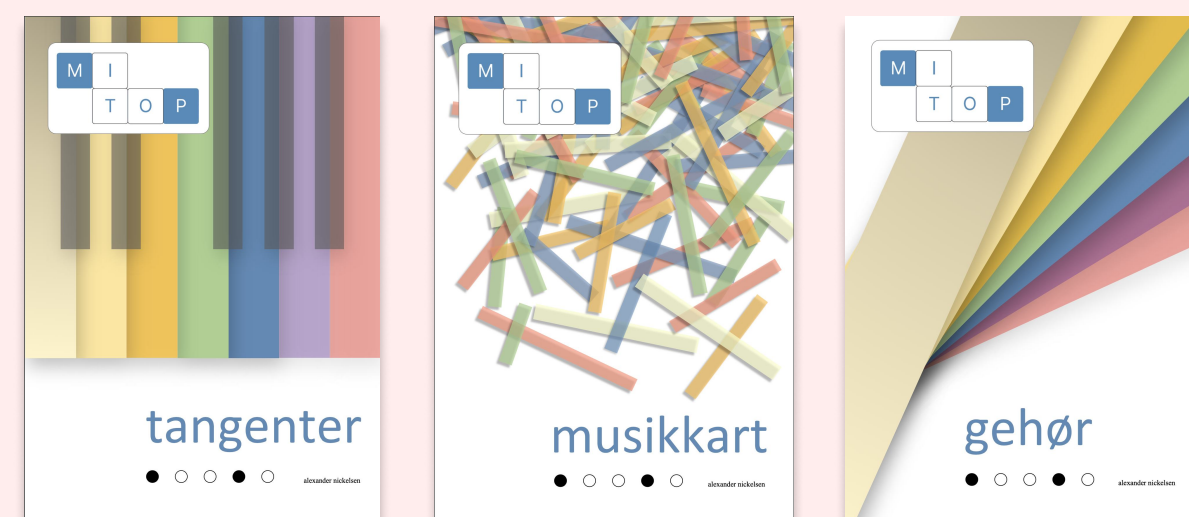 M I
T O P
tangenter
alexander nickelsen
M I
T O P
musikkart
alexander nickelsen
M I
T O P
gehør
alexander nickelsen